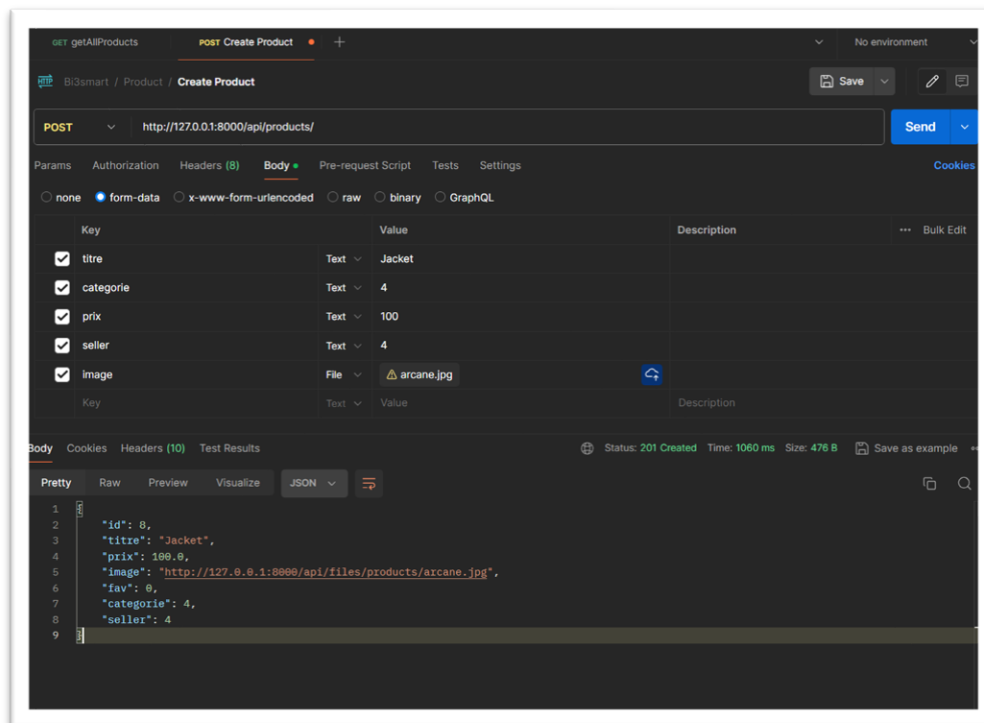 GET getAllProducts POST Create Product + No environment
HTTP Bi3smart / Product / Create Product Save
POST http://127.0.0.1:8000/api/products/ Send
Params Authorization Headers (8) Body Pre-request Script Tests Settings Cookies
none form-data x-www-form-urlencoded raw binary GraphQL
Key Value Description ••• Bulk Edit
titre Text Jacket
categorie Text 4
prix Text 100
seller Text 4
image File arcane.jpg
Key Text Value Description
Body Cookies Headers (10) Test Results Status: 201 Created Time: 1060 ms Size: 476 B Save as example
Pretty Raw Preview Visualize JSON
1 {
2 "id": 8,
3 "titre": "Jacket",
4 "prix": 100.0,
5 "image": "http://127.0.0.1:8000/api/files/products/arcane.jpg",
6 "fav": 0,
7 "categorie": 4,
8 "seller": 4
9 }